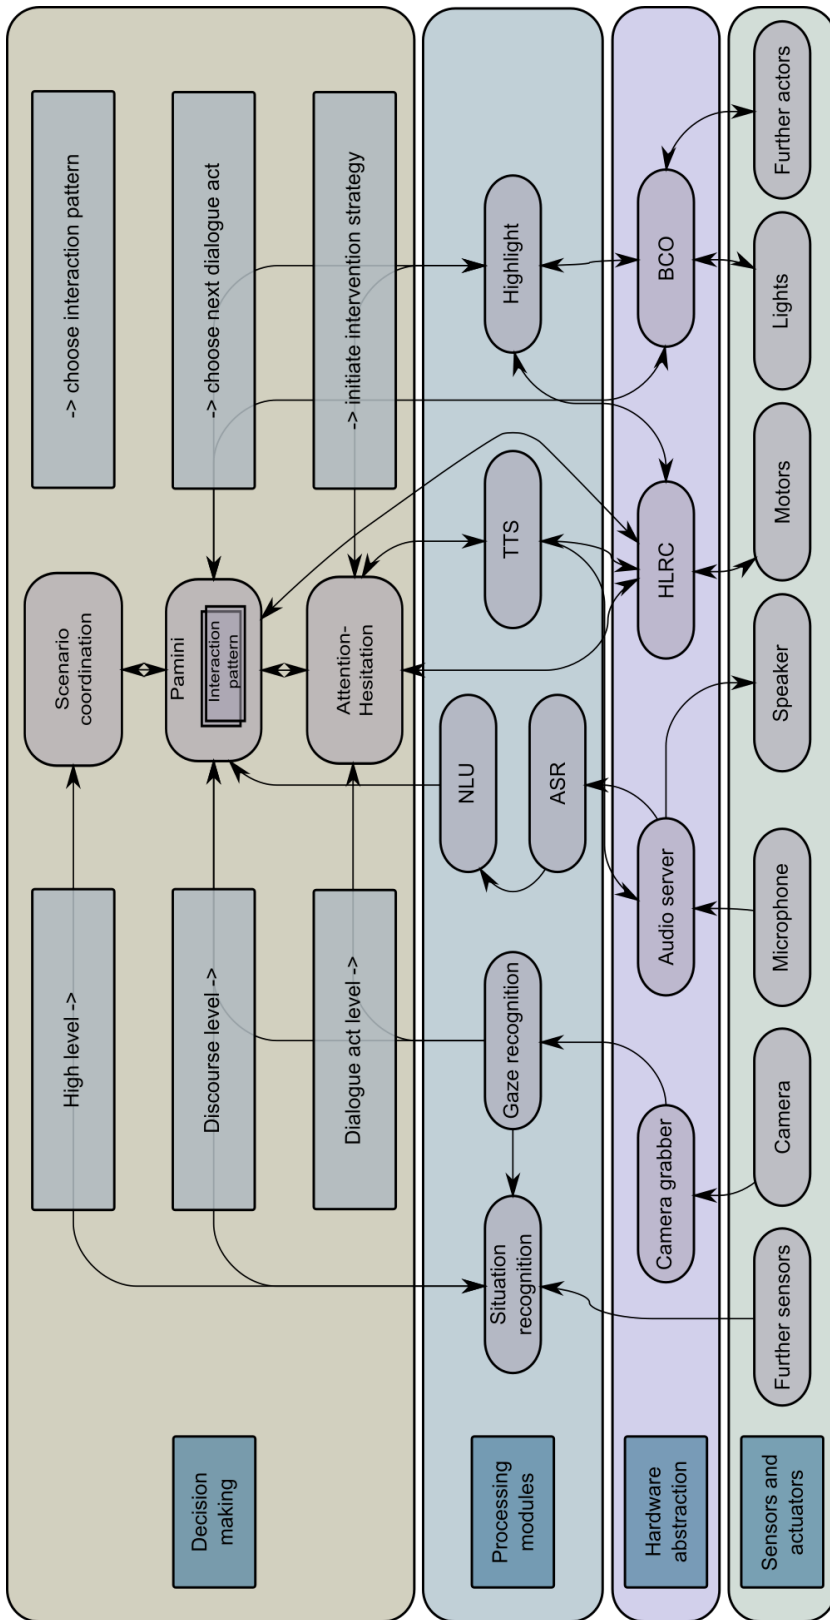 Decision
making
High level ->
Scenario
coordination
-> choose interaction pattern
Discourse level ->
Pamini
Interaction
pattern
-> choose next dialogue act
Dialogue act level ->
Attention-
Hesitation
-> initiate intervention strategy
Processing
modules
Situation
recognition
Gaze recognition
NLU
ASR
TTS
Highlight
Hardware
abstraction
Camera grabber
Audio server
HLRC
BCO
Sensors and
actuators
Further sensors
Camera
Microphone
Speaker
Motors
Lights
Further actors